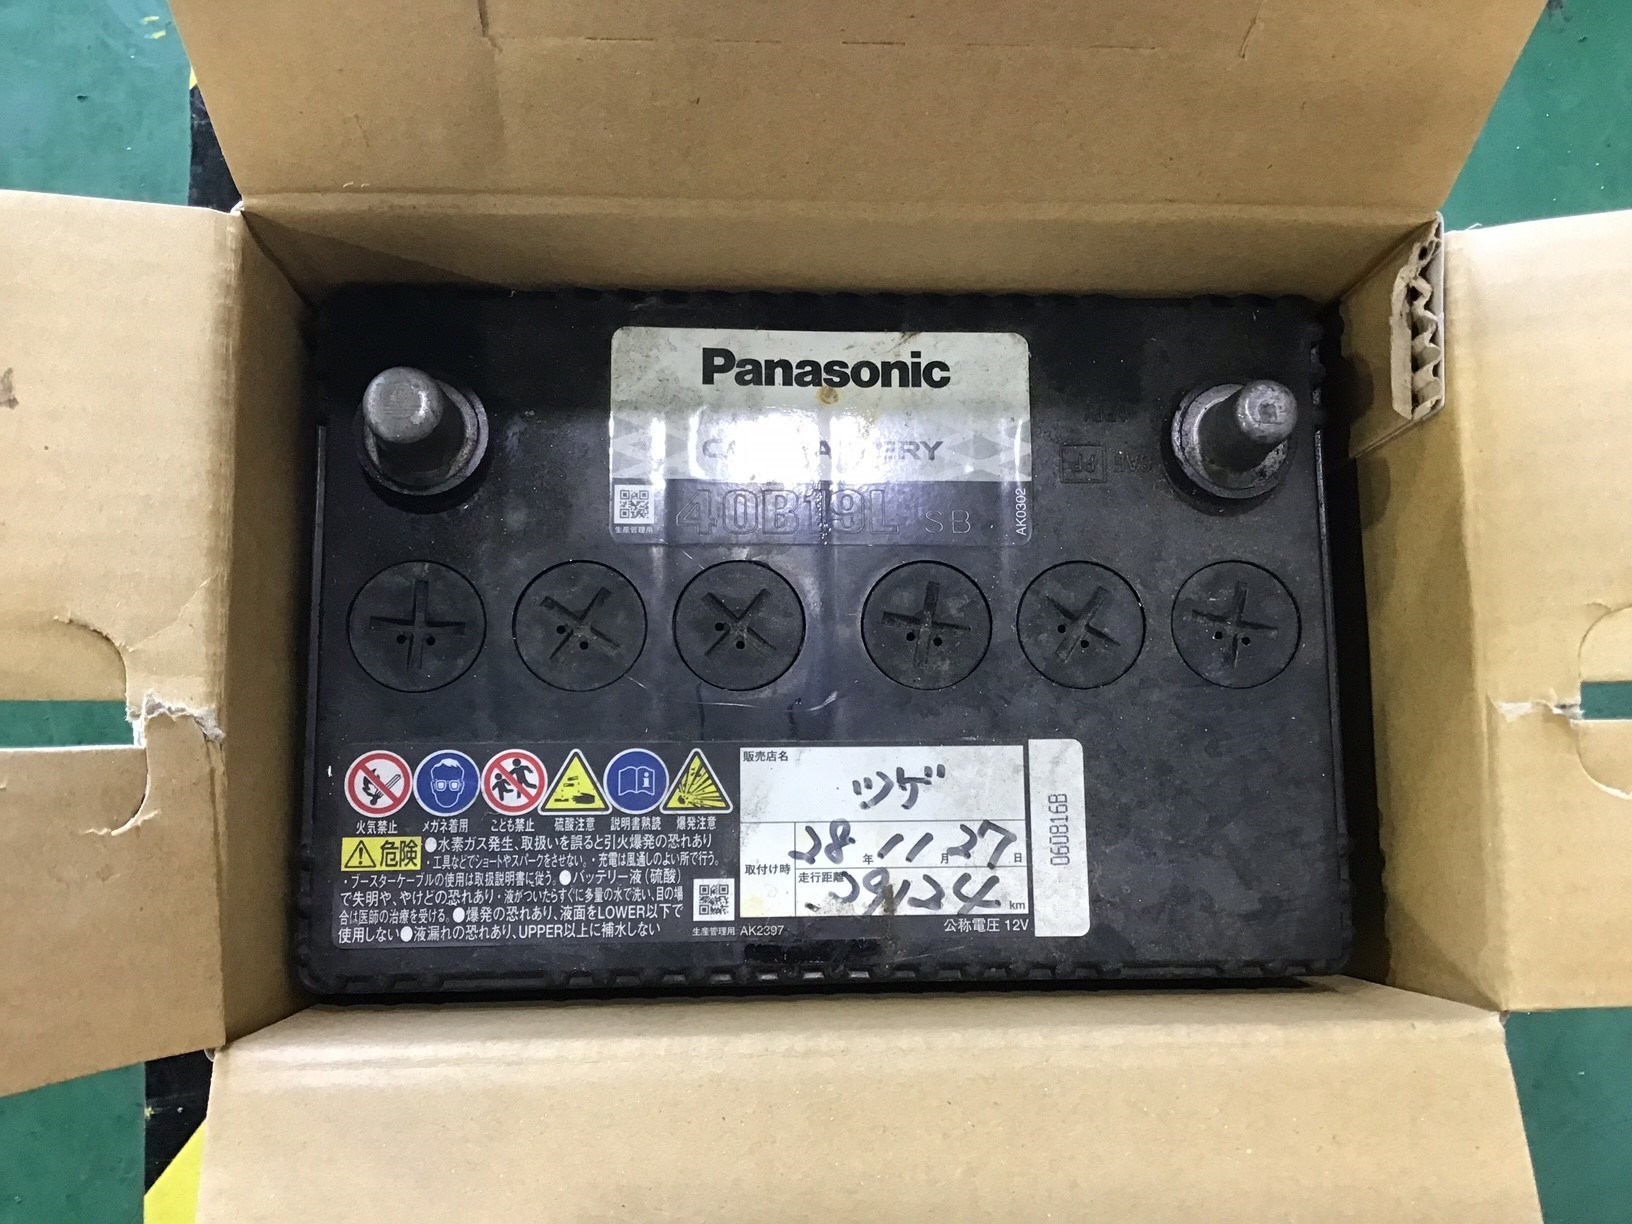 Panasonic
CAR BATTERY
40B19L SB
生産管理用
AK0302
火気禁止 メガネ着用 こども禁止 硫酸注意 説明書熟読 爆発注意
危険 ●水素ガス発生、取扱いを誤ると引火爆発の恐れあり
・工具などでショートやスパークをさせない。・充電は風通しのよい所で行う。
・ブースターケーブルの使用は取扱説明書に従う。●バッテリー液(硫酸)
で失明や、やけどの恐れあり・液がついたらすぐに多量の水で洗い、目の場
合は医師の治療を受ける。●爆発の恐れあり、液面をLOWER以下で
使用しない●液漏れの恐れあり、UPPER以上に補水しない
生産管理用 AK2397
販売店名
ツゲ
取付け時
28年11月27日
走行距離 39124km
公称電圧 12V
060816B